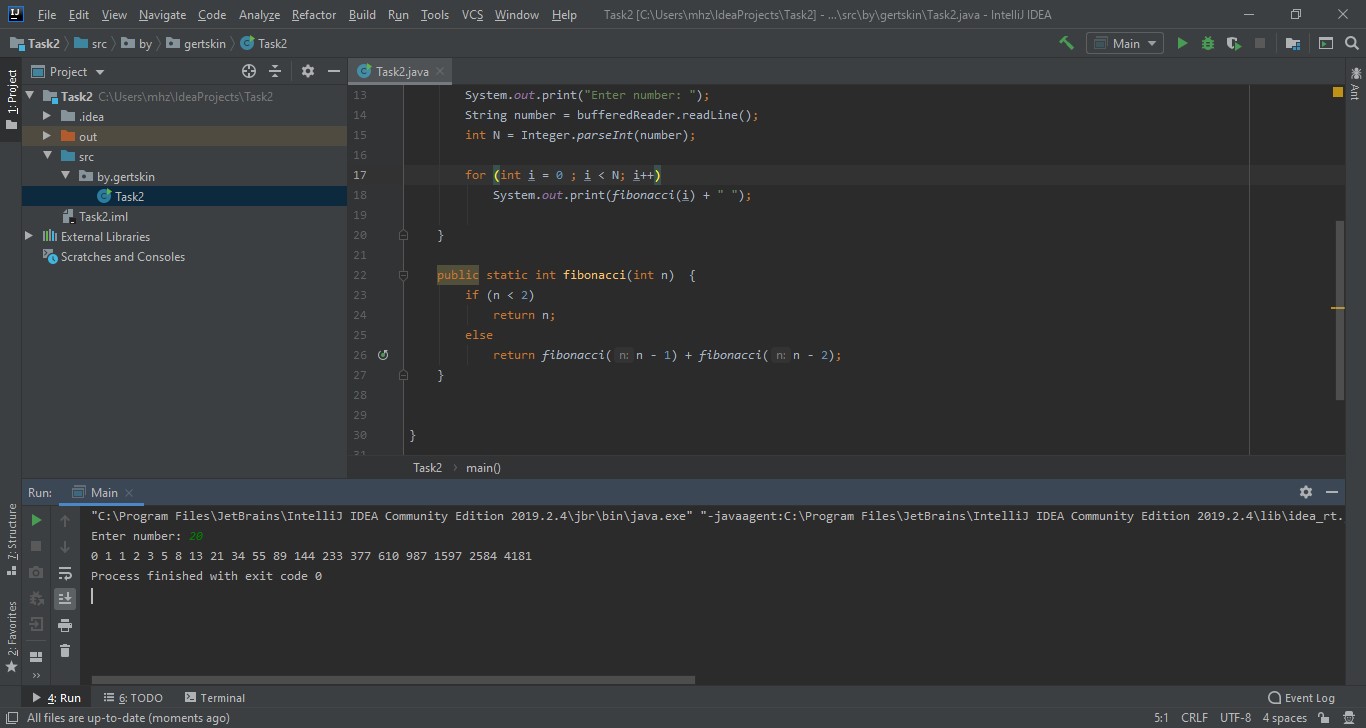 File Edit View Navigate Code Analyze Refactor Build Run Tools VCS Window Help Task2 [C:\Users\mhz\IdeaProjects\Task2] - ...\src\by\gertskin\Task2.java - IntelliJ IDEA
Task2 src by gertskin Task2 Main
1: Project
Project
Task2.java
Ant
Task2 C:\Users\mhz\IdeaProjects\Task2
.idea
out
src
by.gertskin
Task2
Task2.iml
External Libraries
Scratches and Consoles
13 System.out.print("Enter number: ");
14 String number = bufferedReader.readLine();
15 int N = Integer.parseInt(number);
16
17 for (int i = 0 ; i < N; i++)
18 System.out.print(fibonacci(i) + " ");
19
20 }
21
22 public static int fibonacci(int n)  {
23 if (n < 2)
24 return n;
25 else
26 return fibonacci( n: n - 1) + fibonacci( n: n - 2);
27 }
28
29
30 }
31
Task2 main()
Run: Main
7: Structure
2: Favorites
"C:\Program Files\JetBrains\IntelliJ IDEA Community Edition 2019.2.4\jbr\bin\java.exe" "-javaagent:C:\Program Files\JetBrains\IntelliJ IDEA Community Edition 2019.2.4\lib\idea_rt.
Enter number: 20
0 1 1 2 3 5 8 13 21 34 55 89 144 233 377 610 987 1597 2584 4181
Process finished with exit code 0
4: Run 6: TODO Terminal Event Log
All files are up-to-date (moments ago) 5:1 CRLF UTF-8 4 spaces